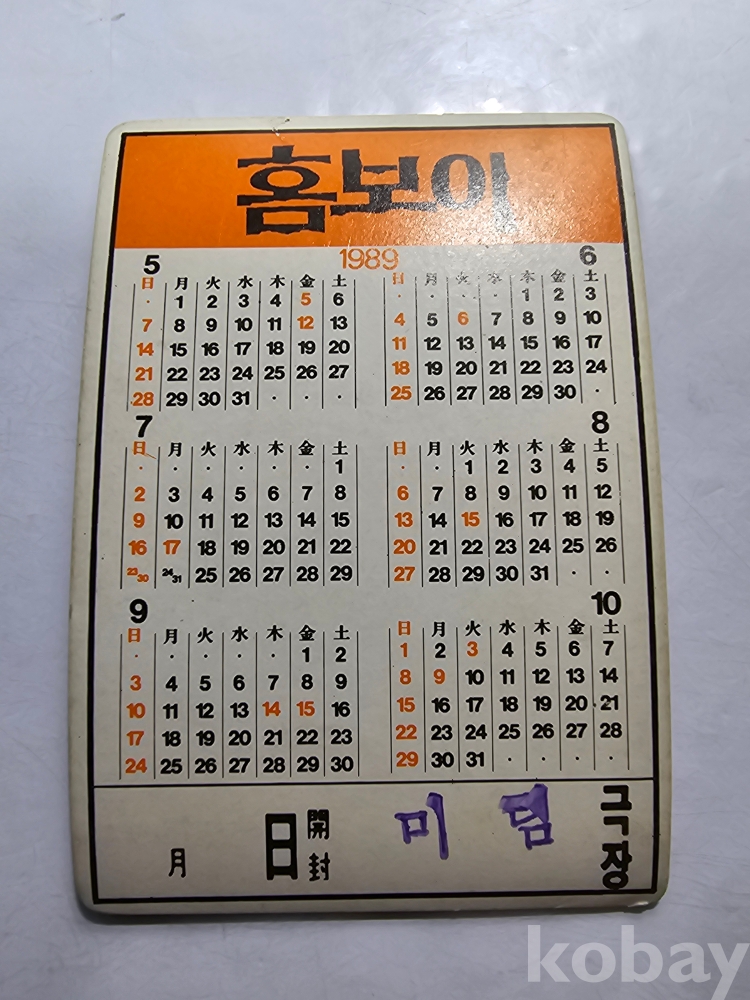 홈보이
1989
5
日 月 火 水 木 金 土
· 1 2 3 4 5 6
7 8 9 10 11 12 13
14 15 16 17 18 19 20
21 22 23 24 25 26 27
28 29 30 31 · · ·
6
日 月 火 水 木 金 土
· · · · 1 2 3
4 5 6 7 8 9 10
11 12 13 14 15 16 17
18 19 20 21 22 23 24
25 26 27 28 29 30 ·
7
日 月 火 水 木 金 土
· · · · · · 1
2 3 4 5 6 7 8
9 10 11 12 13 14 15
16 17 18 19 20 21 22
23 30 24 31 25 26 27 28 29
8
日 月 火 水 木 金 土
· · 1 2 3 4 5
6 7 8 9 10 11 12
13 14 15 16 17 18 19
20 21 22 23 24 25 26
27 28 29 30 31 · ·
9
日 月 火 水 木 金 土
· · · · · 1 2
3 4 5 6 7 8 9
10 11 12 13 14 15 16
17 18 19 20 21 22 23
24 25 26 27 28 29 30
10
日 月 火 水 木 金 土
1 2 3 4 5 6 7
8 9 10 11 12 13 14
15 16 17 18 19 20 21
22 23 24 25 26 27 28
29 30 31 · · · ·
月 日 開封 미 극장
kobay